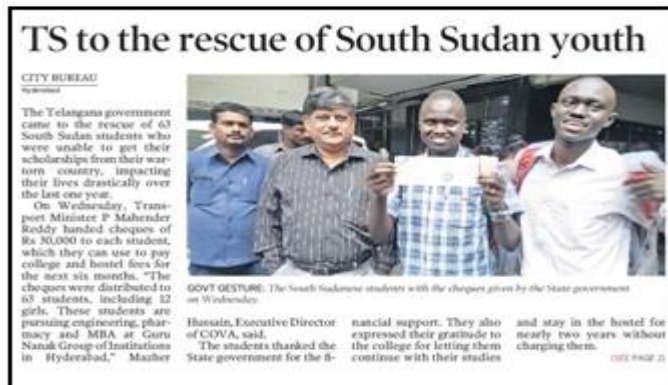 TS to the rescue of South Sudan youth
CITY BUREAU
Hyderabad
The Telangana government
came to the rescue of 63
South Sudan students who
were unable to get their
scholarships from their war-
torn country, impacting
their lives drastically over
the last one year.
On Wednesday, Trans-
port Minister P Mahender
Reddy handed cheques of
Rs 30,000 to each student,
which they can use to pay
college and hostel fees for
the next six months. "The
cheques were distributed to
63 students, including 12
girls. These students are
pursuing engineering, phar-
macy and MBA at Guru
Nanak Group of Institutions
in Hyderabad," Mazher
GOVT GESTURE: The South Sudanese students with the cheques given by the State government
on Wednesday.
Hussain, Executive Director
of COVA, said.
The students thanked the
State government for the fi-
nancial support. They also
expressed their gratitude to
the college for letting them
continue with their studies
and stay in the hostel for
nearly two years without
charging them.
(SEE PAGE 2)